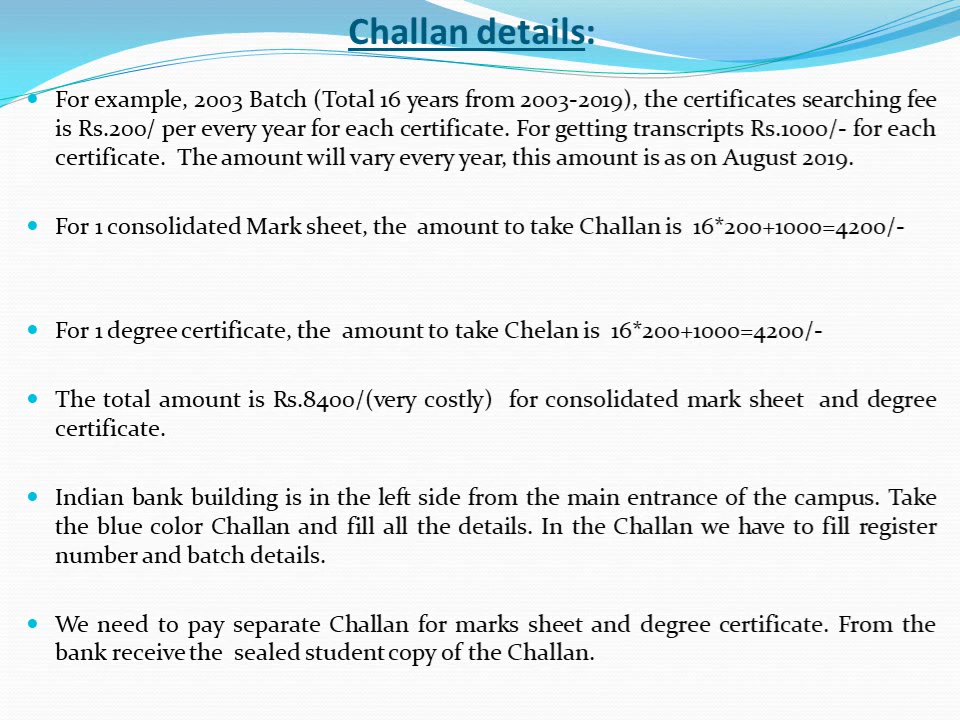 Challan details:
For example, 2003 Batch (Total 16 years from 2003-2019), the certificates searching fee
is Rs.200/ per every year for each certificate. For getting transcripts Rs.1000/- for each
certificate. The amount will vary every year, this amount is as on August 2019.
For 1 consolidated Mark sheet, the amount to take Challan is 16*200+1000=4200/-
For 1 degree certificate, the amount to take Chelan is 16*200+1000=4200/-
The total amount is Rs.8400/(very costly) for consolidated mark sheet and degree
certificate.
Indian bank building is in the left side from the main entrance of the campus. Take
the blue color Challan and fill all the details. In the Challan we have to fill register
number and batch details.
We need to pay separate Challan for marks sheet and degree certificate. From the
bank receive the sealed student copy of the Challan.